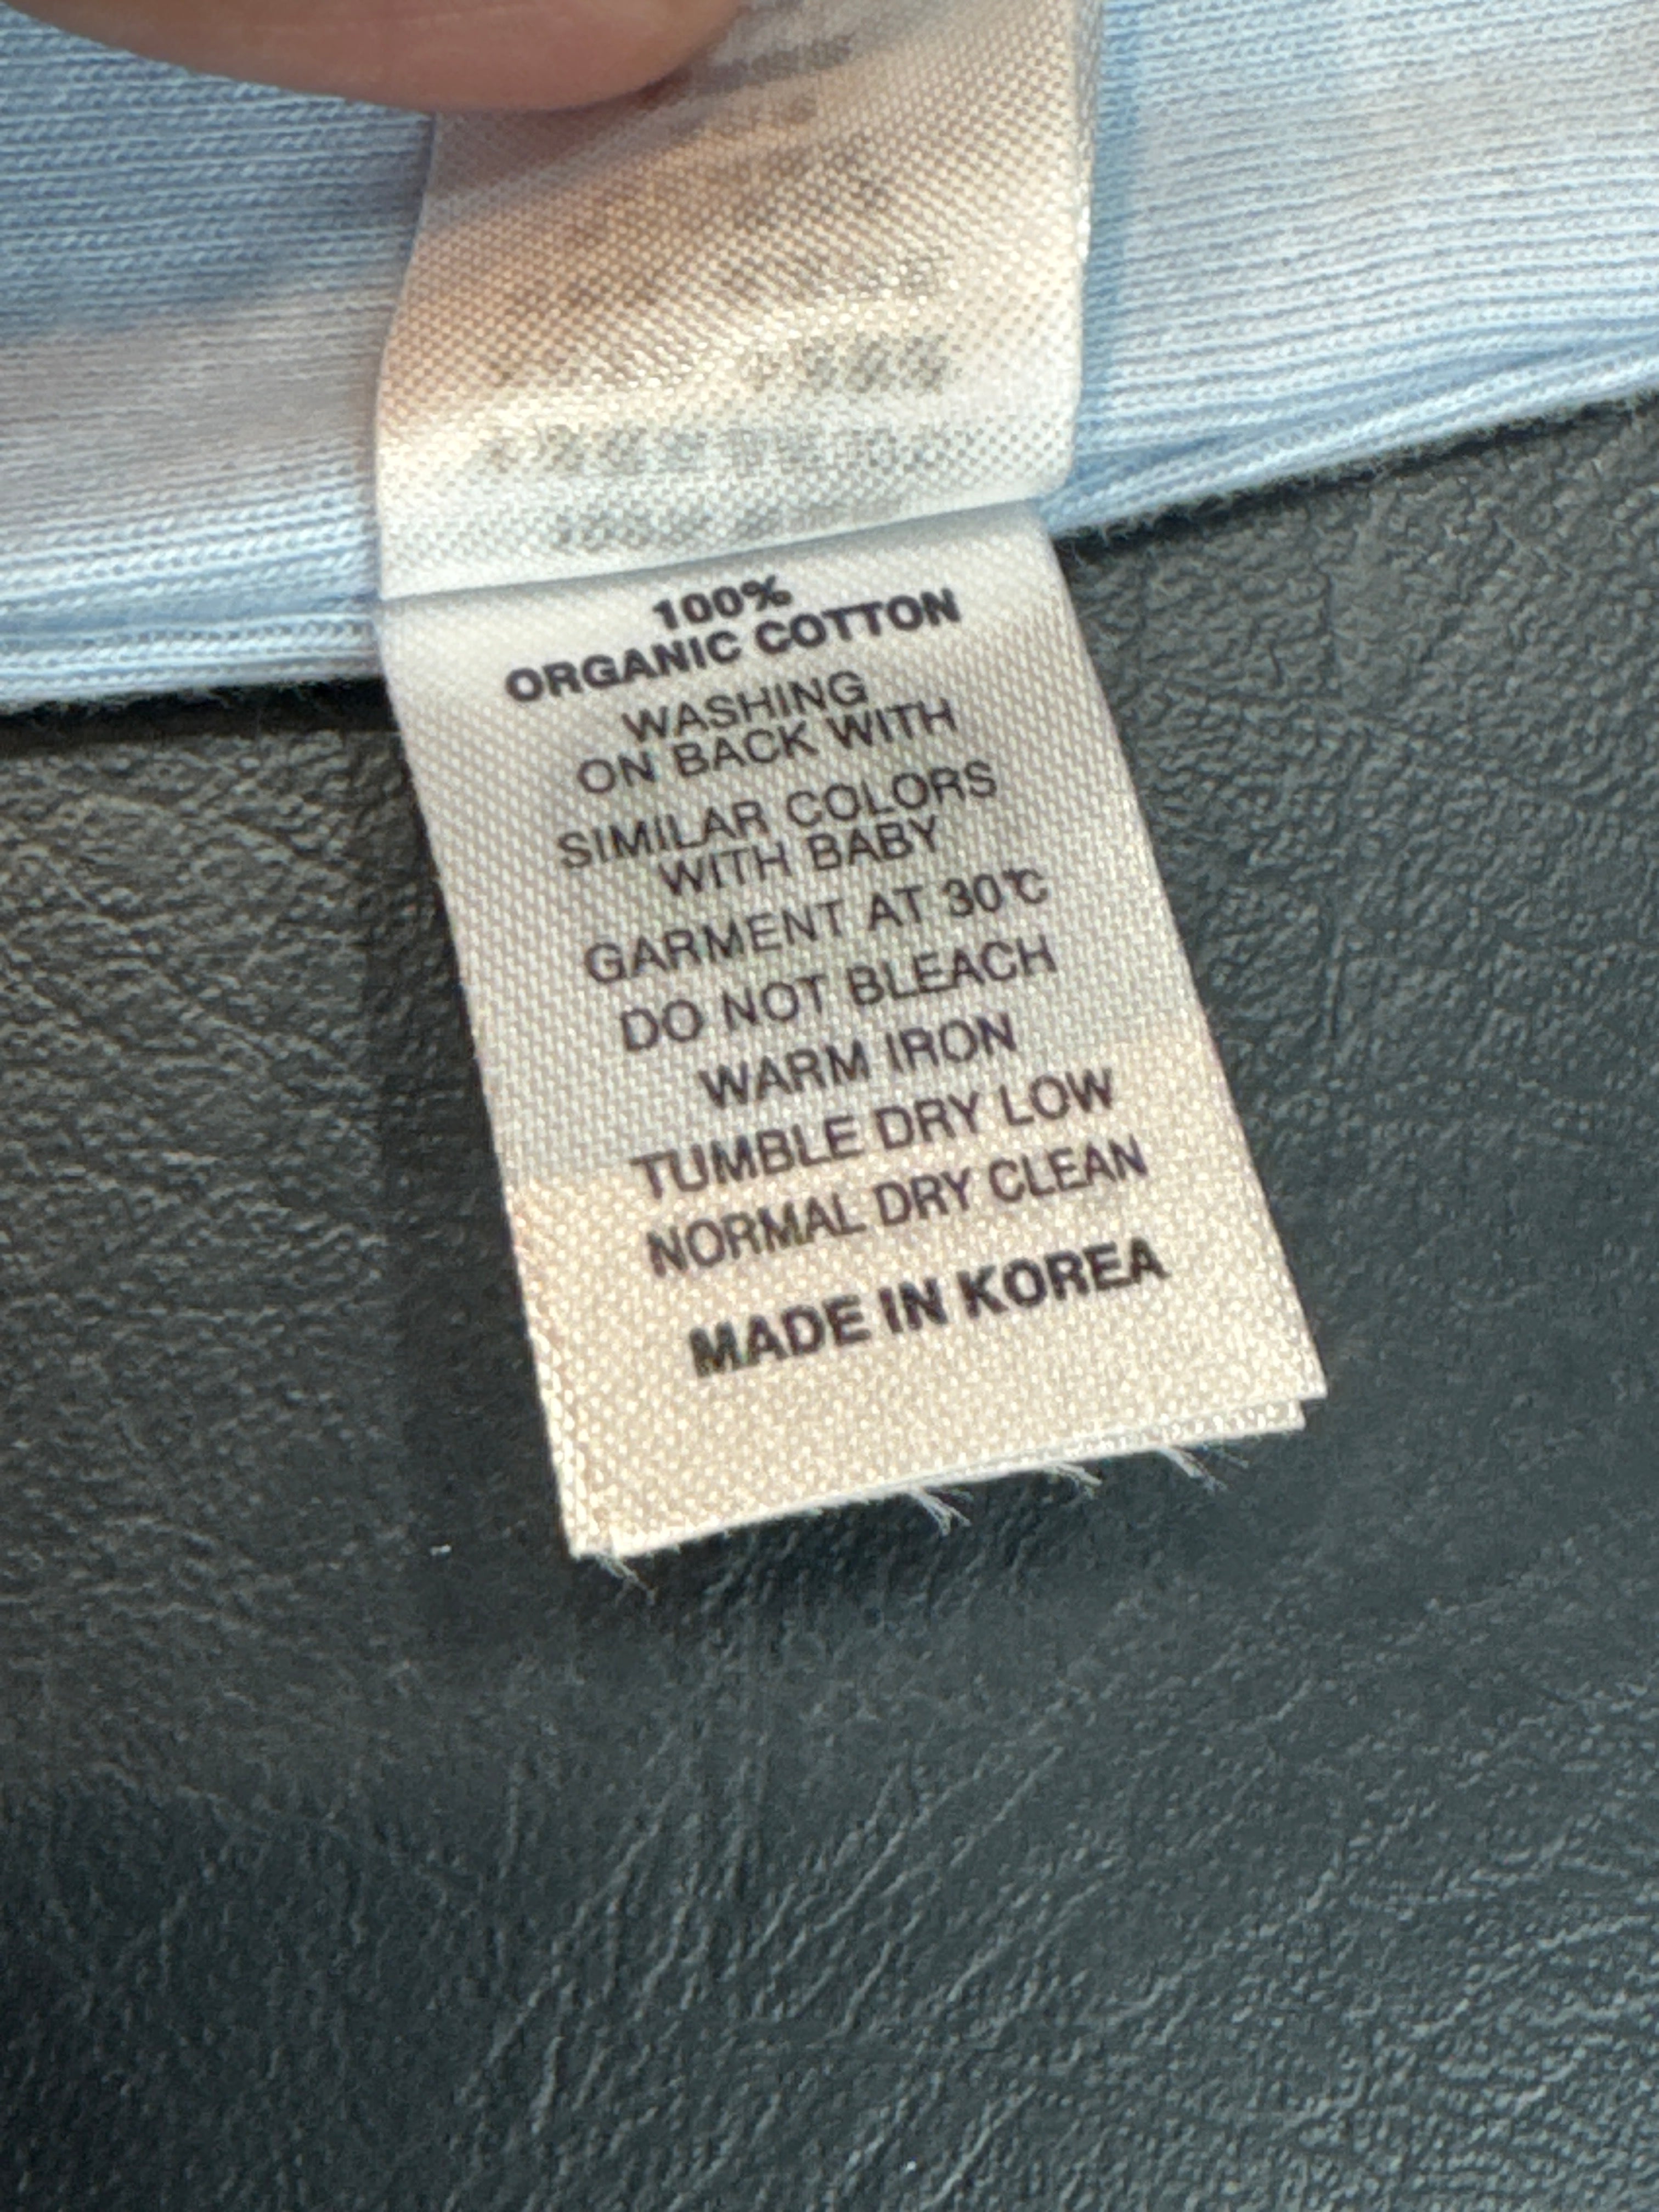 100%
ORGANIC COTTON
WASHING
ON BACK WITH
SIMILAR COLORS
WITH BABY
GARMENT AT 30℃
DO NOT BLEACH
WARM IRON
TUMBLE DRY LOW
NORMAL DRY CLEAN
MADE IN KOREA